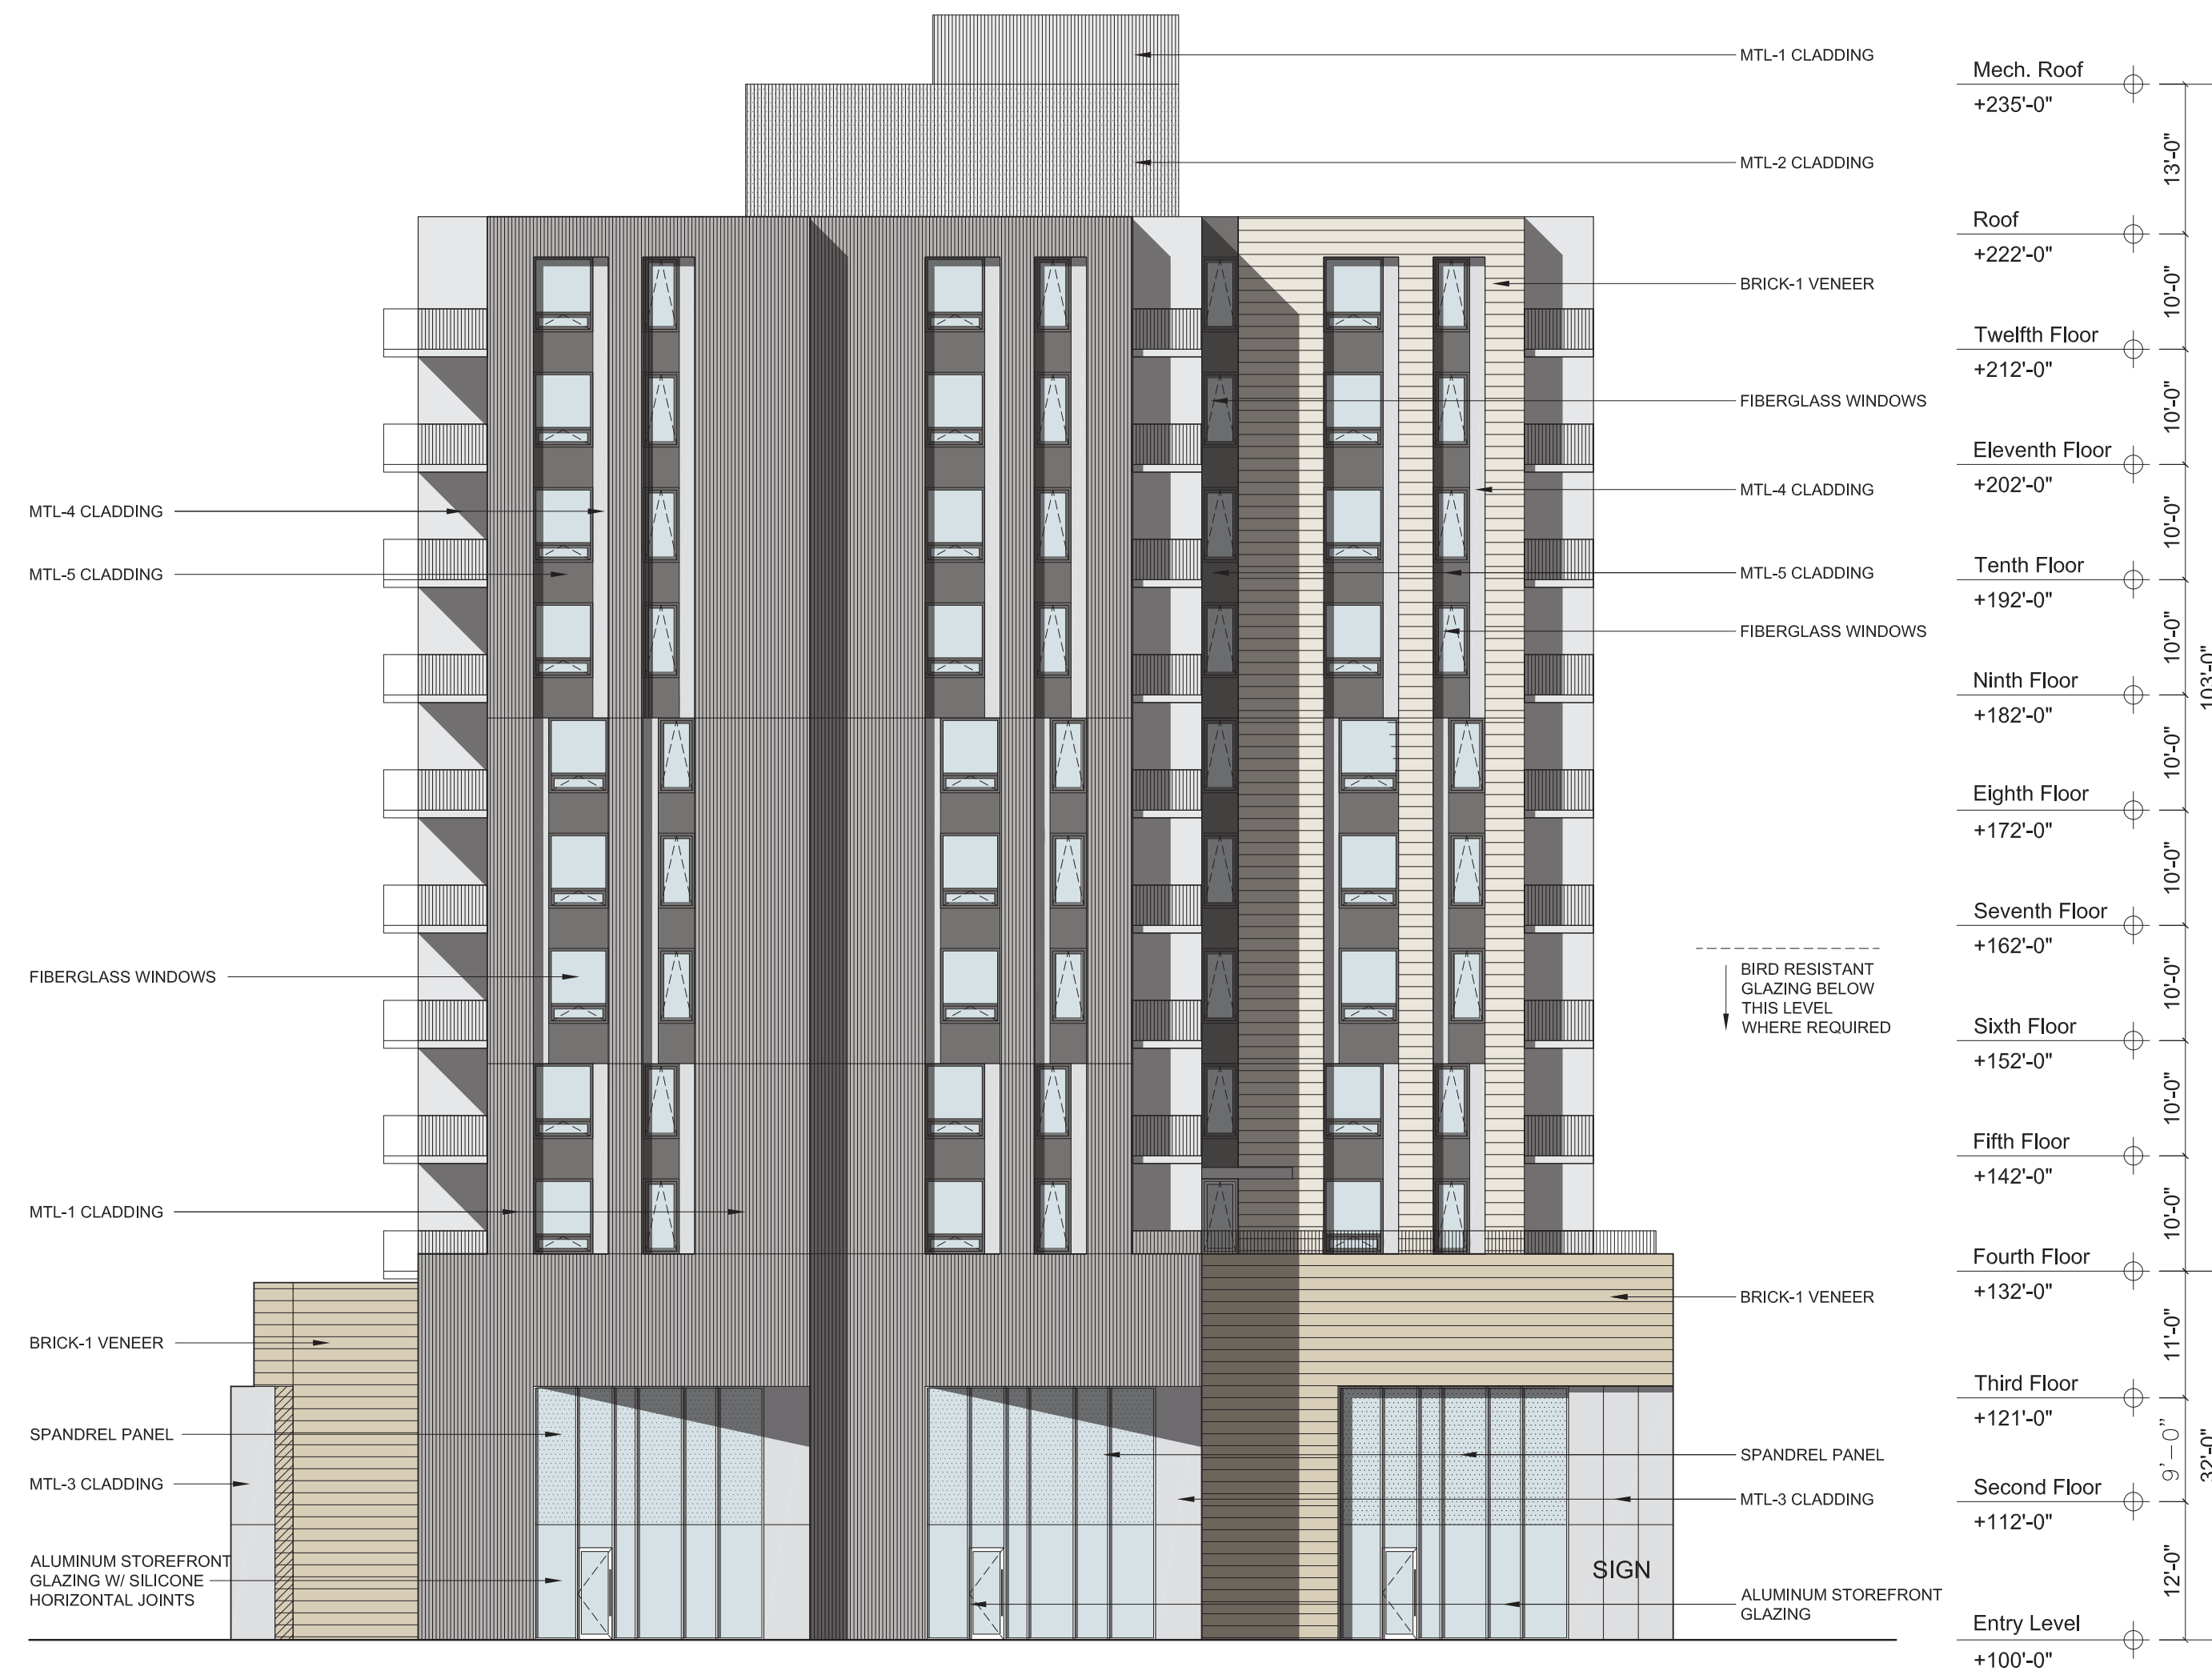 MTL-4 CLADDING
MTL-5 CLADDING
FIBERGLASS WINDOWS
MTL-1 CLADDING
BRICK-1 VENEER
SPANDREL PANEL
MTL-3 CLADDING
ALUMINUM STOREFRONT
GLAZING W/ SILICONE
HORIZONTAL JOINTS
SIGN
MTL-1 CLADDING
MTL-2 CLADDING
BRICK-1 VENEER
FIBERGLASS WINDOWS
MTL-4 CLADDING
MTL-5 CLADDING
FIBERGLASS WINDOWS
BIRD RESISTANT
GLAZING BELOW
THIS LEVEL
WHERE REQUIRED
BRICK-1 VENEER
SPANDREL PANEL
MTL-3 CLADDING
ALUMINUM STOREFRONT
GLAZING
Mech. Roof
+235'-0"
Roof
+222'-0"
Twelfth Floor
+212'-0"
Eleventh Floor
+202'-0"
Tenth Floor
+192'-0"
Ninth Floor
+182'-0"
Eighth Floor
+172'-0"
Seventh Floor
+162'-0"
Sixth Floor
+152'-0"
Fifth Floor
+142'-0"
Fourth Floor
+132'-0"
Third Floor
+121'-0"
Second Floor
+112'-0"
Entry Level
+100'-0"
13'-0"
10'-0"
10'-0"
10'-0"
10'-0"
10'-0"
10'-0"
10'-0"
10'-0"
10'-0"
11'-0"
9'-0"
12'-0"
103'-0"
32'-0"